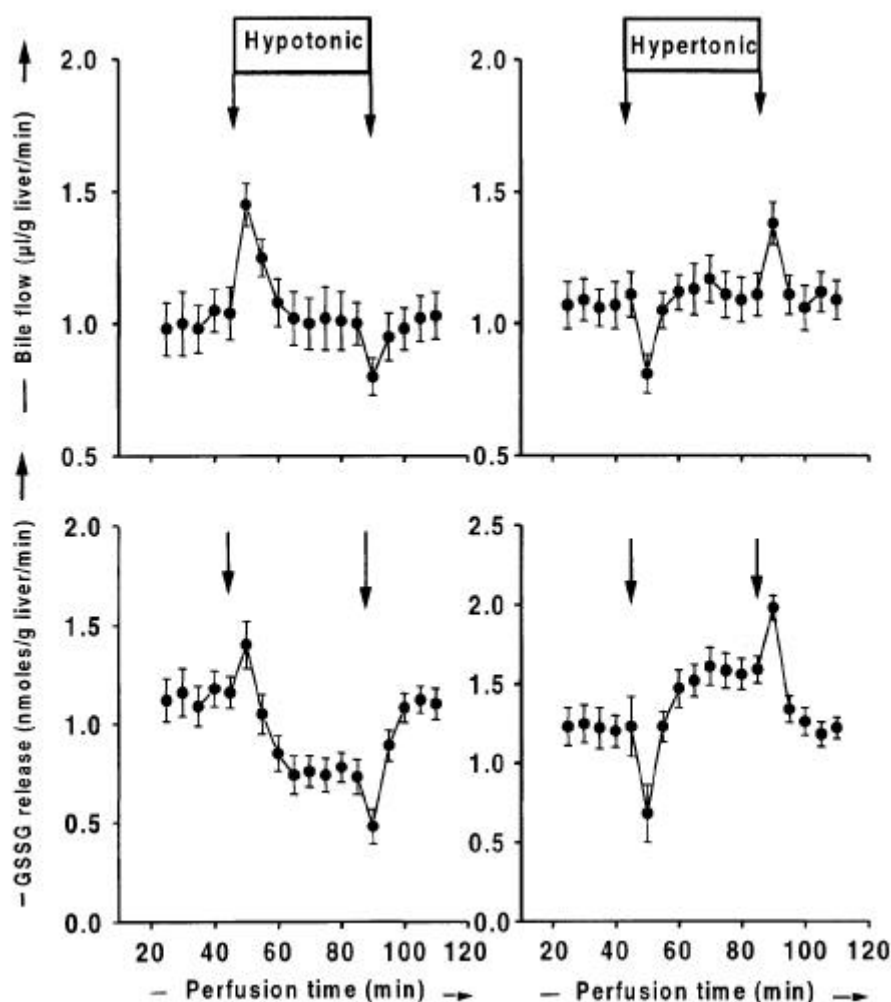 Hypotonic
Hypertonic
2.0
1.5
1.0
0.5
2.0
1.5
1.0
0.5
— Bile flow (µl/g liver/min) →
2.0
1.5
1.0
0.5
0.0
2.5
2.0
1.5
1.0
0.5
0.0
– GSSG release (nmoles/g liver/min) →
20 40 60 80 100 120
20 40 60 80 100 120
– Perfusion time (min) →
– Perfusion time (min) →